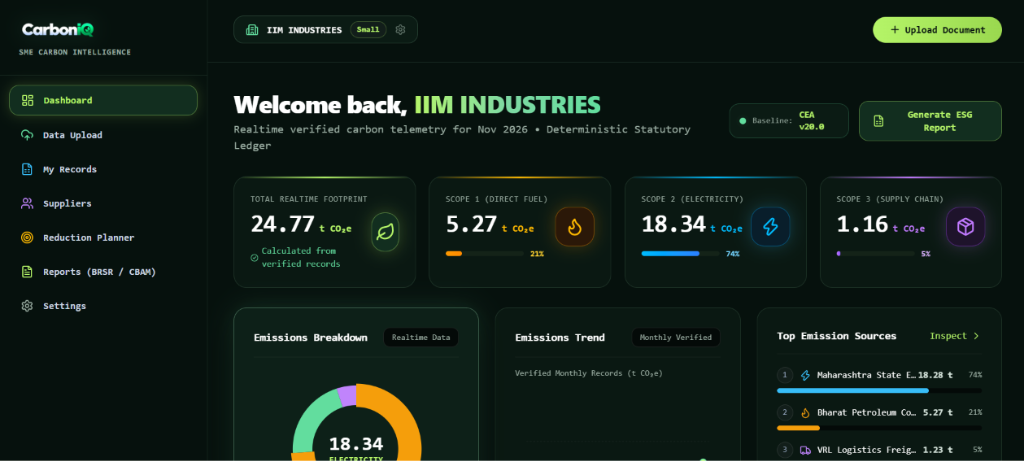 CarboniQ
SME CARBON INTELLIGENCE
Dashboard
Data Upload
My Records
Suppliers
Reduction Planner
Reports (BRSR / CBAM)
Settings
IIM INDUSTRIES Small
+ Upload Document
Welcome back, IIM INDUSTRIES
Realtime verified carbon telemetry for Nov 2026 • Deterministic Statutory
Ledger
Baseline: CEA
v20.0
Generate ESG
Report
TOTAL REALTIME FOOTPRINT
24.77 t CO₂e
Calculated from
verified records
SCOPE 1 (DIRECT FUEL)
5.27 t CO₂e
21%
SCOPE 2 (ELECTRICITY)
18.34 t CO₂e
74%
SCOPE 3 (SUPPLY CHAIN)
1.16 t CO₂e
5%
Emissions Breakdown Realtime Data
18.34
ELECTRICITY
Emissions Trend Monthly Verified
Verified Monthly Records (t CO₂e)
Top Emission Sources Inspect >
1 Maharashtra State E… 18.28 t 74%
2 Bharat Petroleum Co… 5.27 t 21%
3 VRL Logistics Freig… 1.23 t 5%